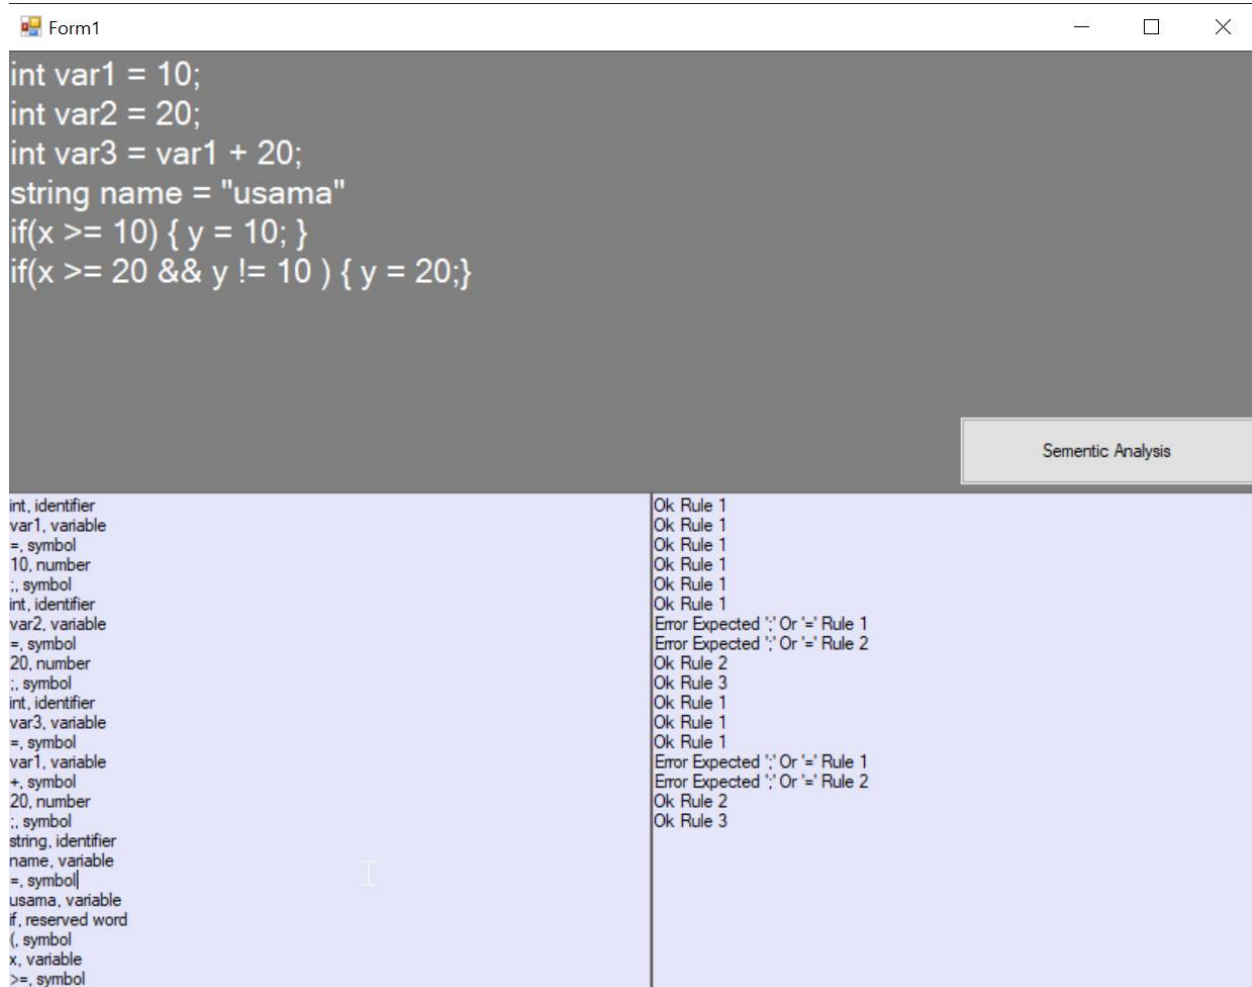 Form1
int var1 = 10;
int var2 = 20;
int var3 = var1 + 20;
string name = "usama"
if(x >= 10) { y = 10; }
if(x >= 20 && y != 10 ) { y = 20;}
Sementic Analysis
int, identifier
var1, variable
=, symbol
10, number
;, symbol
int, identifier
var2, variable
=, symbol
20, number
;, symbol
int, identifier
var3, variable
=, symbol
var1, variable
+, symbol
20, number
;, symbol
string, identifier
name, variable
=, symbol
usama, variable
if, reserved word
(, symbol
x, variable
>=, symbol
Ok Rule 1
Ok Rule 1
Ok Rule 1
Ok Rule 1
Ok Rule 1
Ok Rule 1
Error Expected ';' Or '=' Rule 1
Error Expected ';' Or '=' Rule 2
Ok Rule 2
Ok Rule 3
Ok Rule 1
Ok Rule 1
Ok Rule 1
Error Expected ';' Or '=' Rule 1
Error Expected ';' Or '=' Rule 2
Ok Rule 2
Ok Rule 3